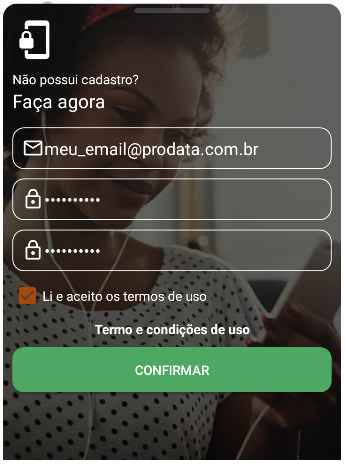 Não possui cadastro?
Faça agora
meu_email@prodata.com.br
••••••••••
••••••••••
Li e aceito os termos de uso
Termo e condições de uso
CONFIRMAR